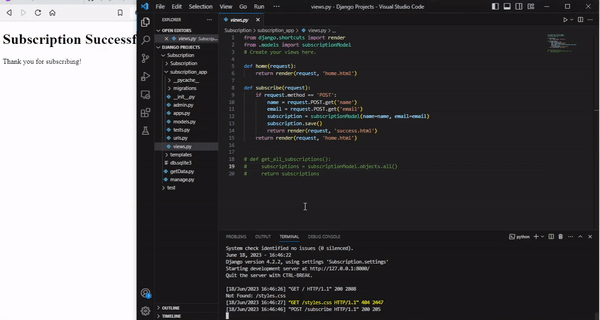 Subscription Successf
Thank you for subscribing!
File Edit Selection View Go Run ...
views.py - Django Projects - Visual Studio Code
EXPLORER
OPEN EDITORS
views.py Subscrip...
DJANGO PROJECTS
Subscription
Subscription
subscription_app
__pycache__
migrations
__init__.py
admin.py
apps.py
models.py
tests.py
urls.py
views.py
templates
db.sqlite3
getData.py
manage.py
test
OUTLINE
TIMELINE
views.py
Subscription > subscription_app > views.py > ...
1 from django.shortcuts import render
2 from .models import subscriptionModel
3 # Create your views here.
4
5 def home(request):
6 return render(request, 'home.html')
7
8 def subscribe(request):
9 if request.method == 'POST':
10 name = request.POST.get('name')
11 email = request.POST.get('email')
12 subscription = subscriptionModel(name=name, email=email)
13 subscription.save()
14 return render(request, 'success.html')
15 return render(request, 'home.html')
16
17
18 # def get_all_subscriptions():
19 # subscriptions = subscriptionModel.objects.all()
20 # return subscriptions
PROBLEMS OUTPUT TERMINAL DEBUG CONSOLE
python
System check identified no issues (0 silenced).
June 18, 2023 - 16:46:22
Django version 4.2.2, using settings 'Subscription.settings'
Starting development server at http://127.0.0.1:8000/
Quit the server with CTRL-BREAK.
[18/Jun/2023 16:46:26] "GET / HTTP/1.1" 200 2808
Not Found: /styles.css
[18/Jun/2023 16:46:27] "GET /styles.css HTTP/1.1" 404 2447
[18/Jun/2023 16:46:46] "POST /subscribe HTTP/1.1" 200 205